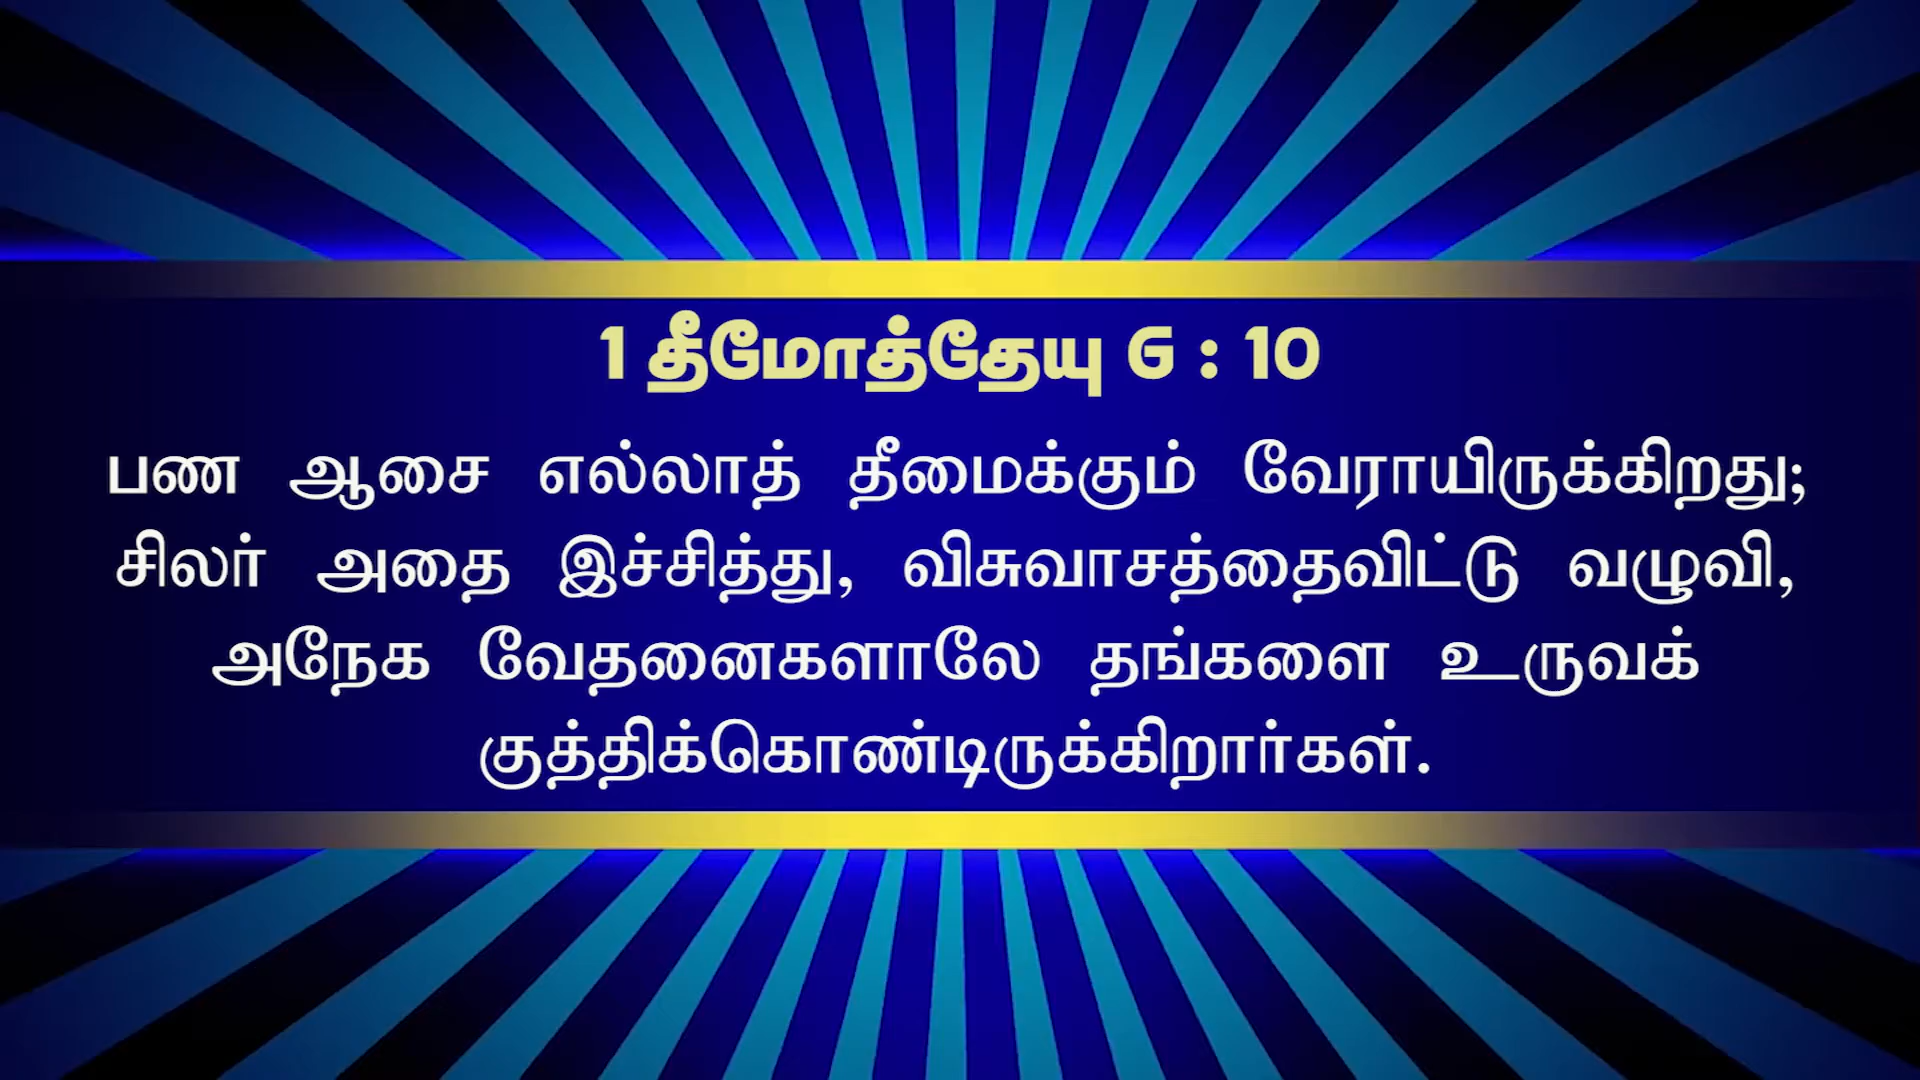 1 தீமோத்தேயு 6 : 10
பண ஆசை எல்லாத் தீமைக்கும் வேராயிருக்கிறது;
சிலர் அதை இச்சித்து, விசுவாசத்தைவிட்டு வழுவி,
அநேக வேதனைகளாலே தங்களை உருவக்
குத்திக்கொண்டிருக்கிறார்கள்.